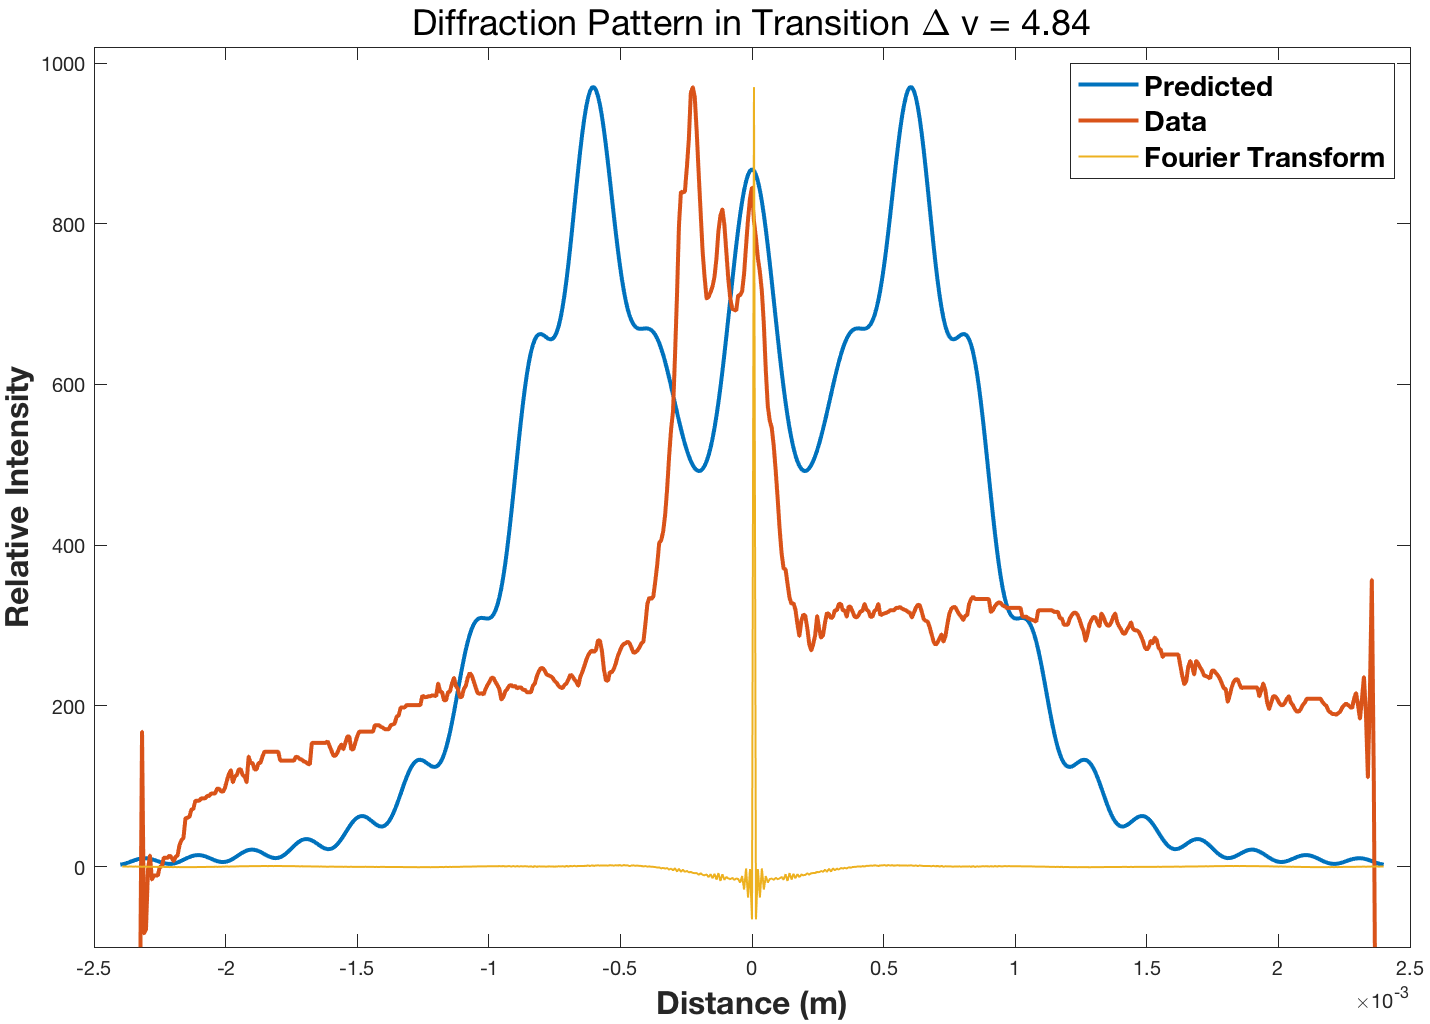 Diffraction Pattern in Transition Δ v = 4.84
Predicted
Data
Fourier Transform
Relative Intensity
1000
800
600
400
200
0
-2.5 -2 -1.5 -1 -0.5 0 0.5 1 1.5 2 2.5
×10-3
Distance (m)